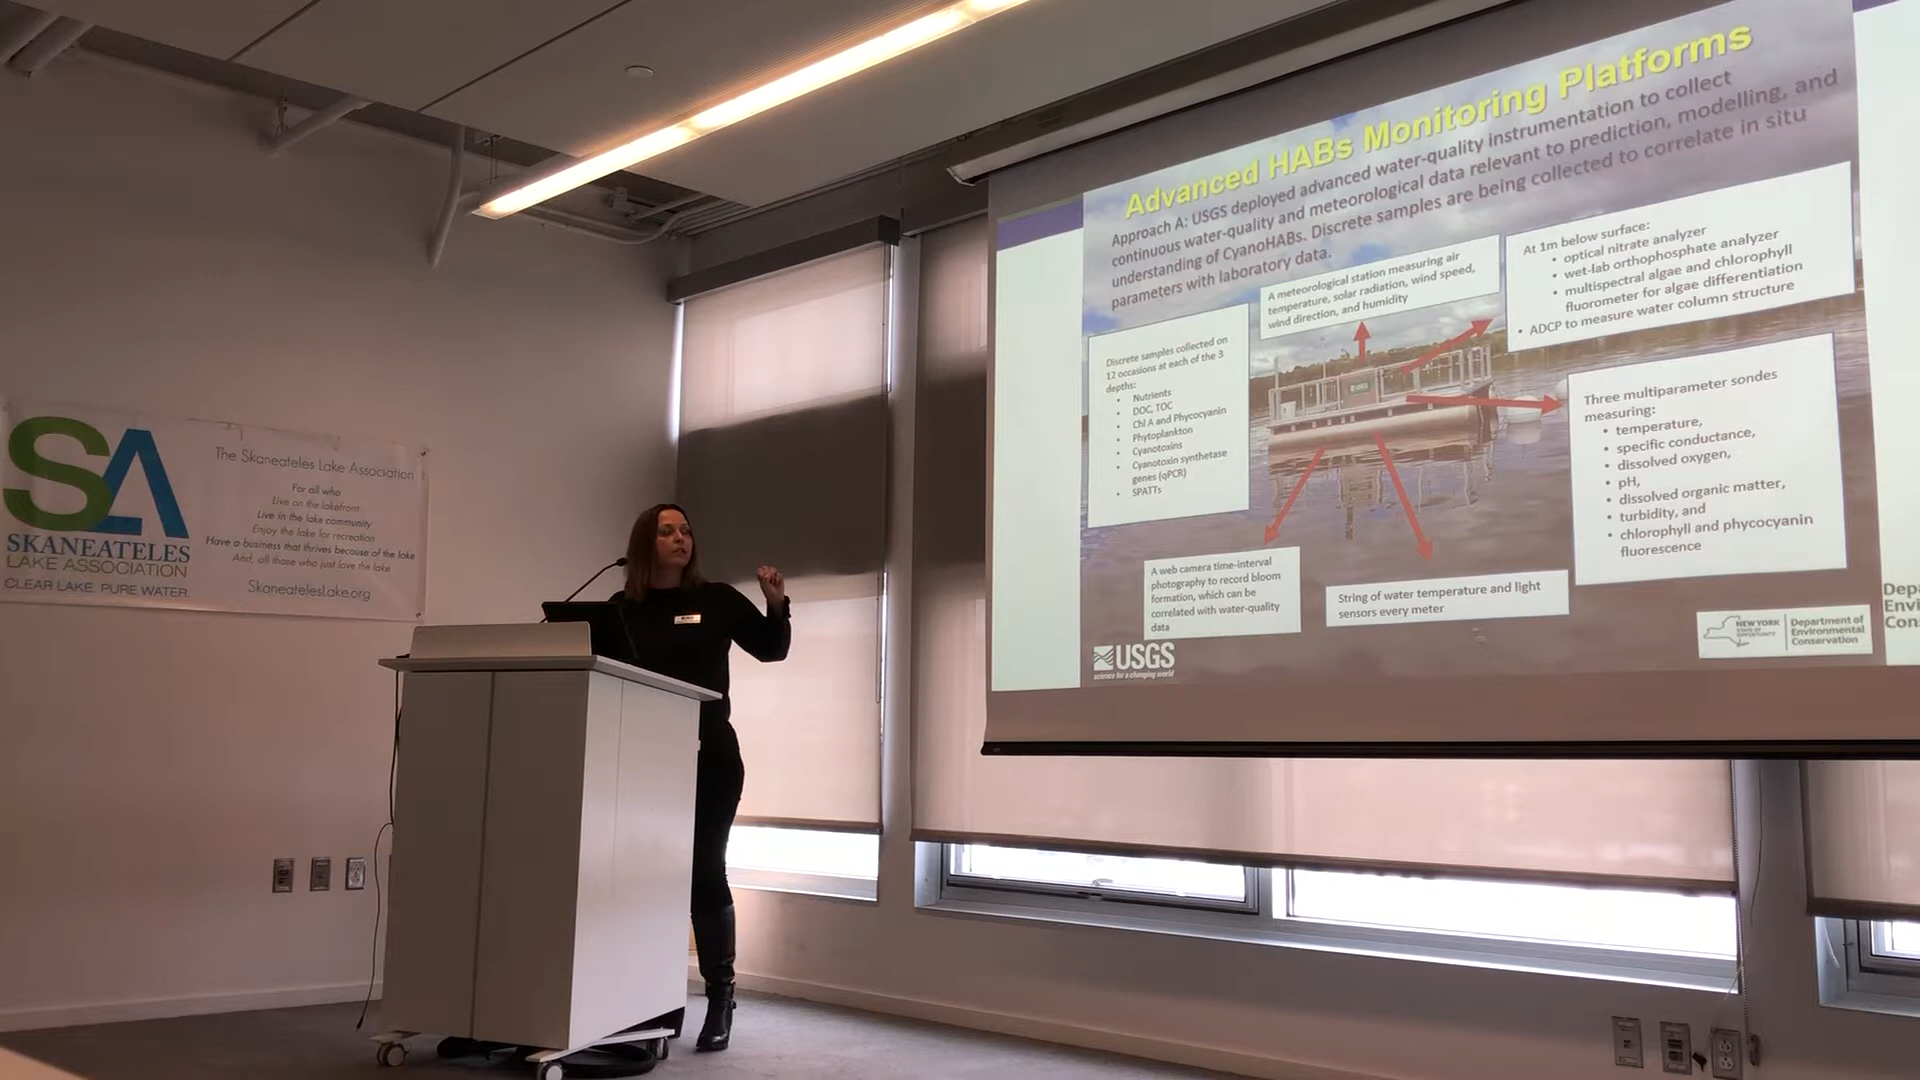 SA
SKANEATELES
LAKE ASSOCIATION
CLEAR LAKE. PURE WATER.
The Skaneateles Lake Association
For all who
Live on the lakefront
Live in the lake community
Enjoy the lake for recreation
Have a business that thrives because of the lake
And, all those who just love the lake
SkaneatelesLake.org
Advanced HABs Monitoring Platforms
Approach A: USGS deployed advanced water-quality instrumentation to collect
continuous water-quality and meteorological data relevant to prediction, modelling, and
understanding of CyanoHABs. Discrete samples are being collected to correlate in situ
parameters with laboratory data.
A meteorological station measuring air
temperature, solar radiation, wind speed,
wind direction, and humidity
At 1m below surface:
• optical nitrate analyzer
• wet-lab orthophosphate analyzer
• multispectral algae and chlorophyll
fluorometer for algae differentiation
• ADCP to measure water column structure
Discrete samples collected on
12 occasions at each of the 3
depths:
• Nutrients
• DOC, TOC
• Chl A and Phycocyanin
• Phytoplankton
• Cyanotoxins
• Cyanotoxin synthetase
genes (qPCR)
• SPATTs
Three multiparameter sondes
measuring:
• temperature,
• specific conductance,
• dissolved oxygen,
• pH,
• dissolved organic matter,
• turbidity, and
• chlorophyll and phycocyanin
fluorescence
A web camera time-interval
photography to record bloom
formation, which can be
correlated with water-quality
data
String of water temperature and light
sensors every meter
USGS
science for a changing world
NEW YORK
STATE OF
OPPORTUNITY
Department of
Environmental
Conservation
Depa
Envi
Cons